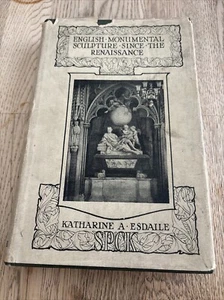 ENGLISH · MONUMENTAL
SCULPTURE · SINCE · THE
RENAISSANCE
KATHARINE · A · ESDAILE
SPCK